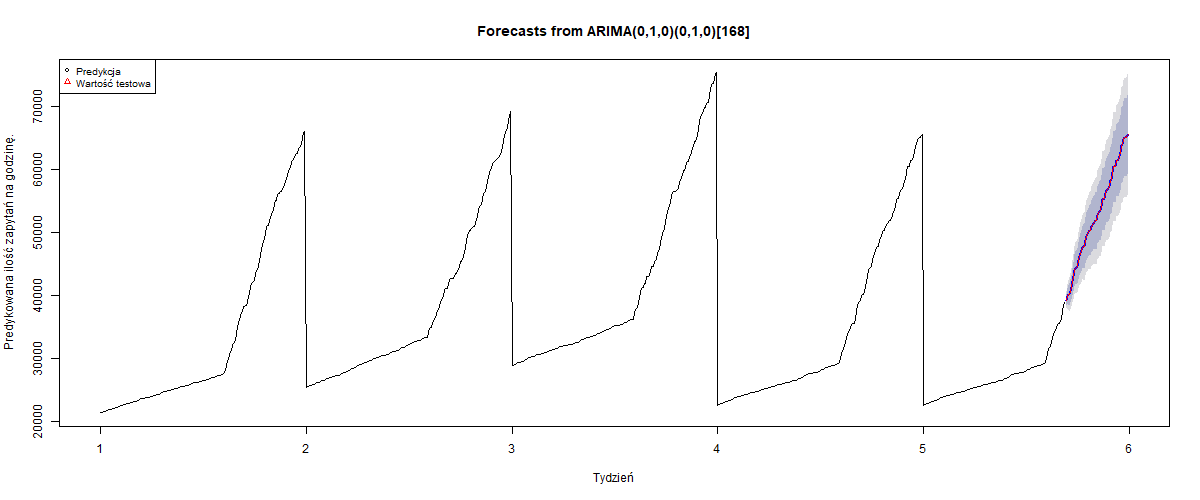 Forecasts from ARIMA(0,1,0)(0,1,0)[168]
Predykcja
Wartość testowa
Predykowana ilość zapytań na godzinę.
70000
60000
50000
40000
30000
20000
1 2 3 4 5 6
Tydzień